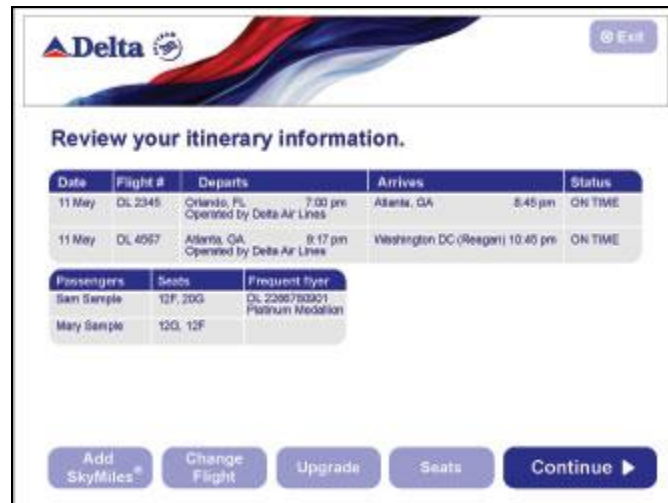 Delta
Exit
Review your itinerary information.
Date Flight # Departs Arrives Status
11 May DL 2345 Orlando, FL 7:00 pm Atlanta, GA 8:45 pm ON TIME
Operated by Delta Air Lines
11 May DL 4567 Atlanta, GA 9:17 pm Washington DC (Reagan) 10:45 pm ON TIME
Operated by Delta Air Lines
Passengers Seats Frequent flyer
Sam Sample 12F, 20G DL
Platinum Medallion
Mary Sample 12G, 12F
Add
SkyMiles®
Change
Flight
Upgrade
Seats
Continue